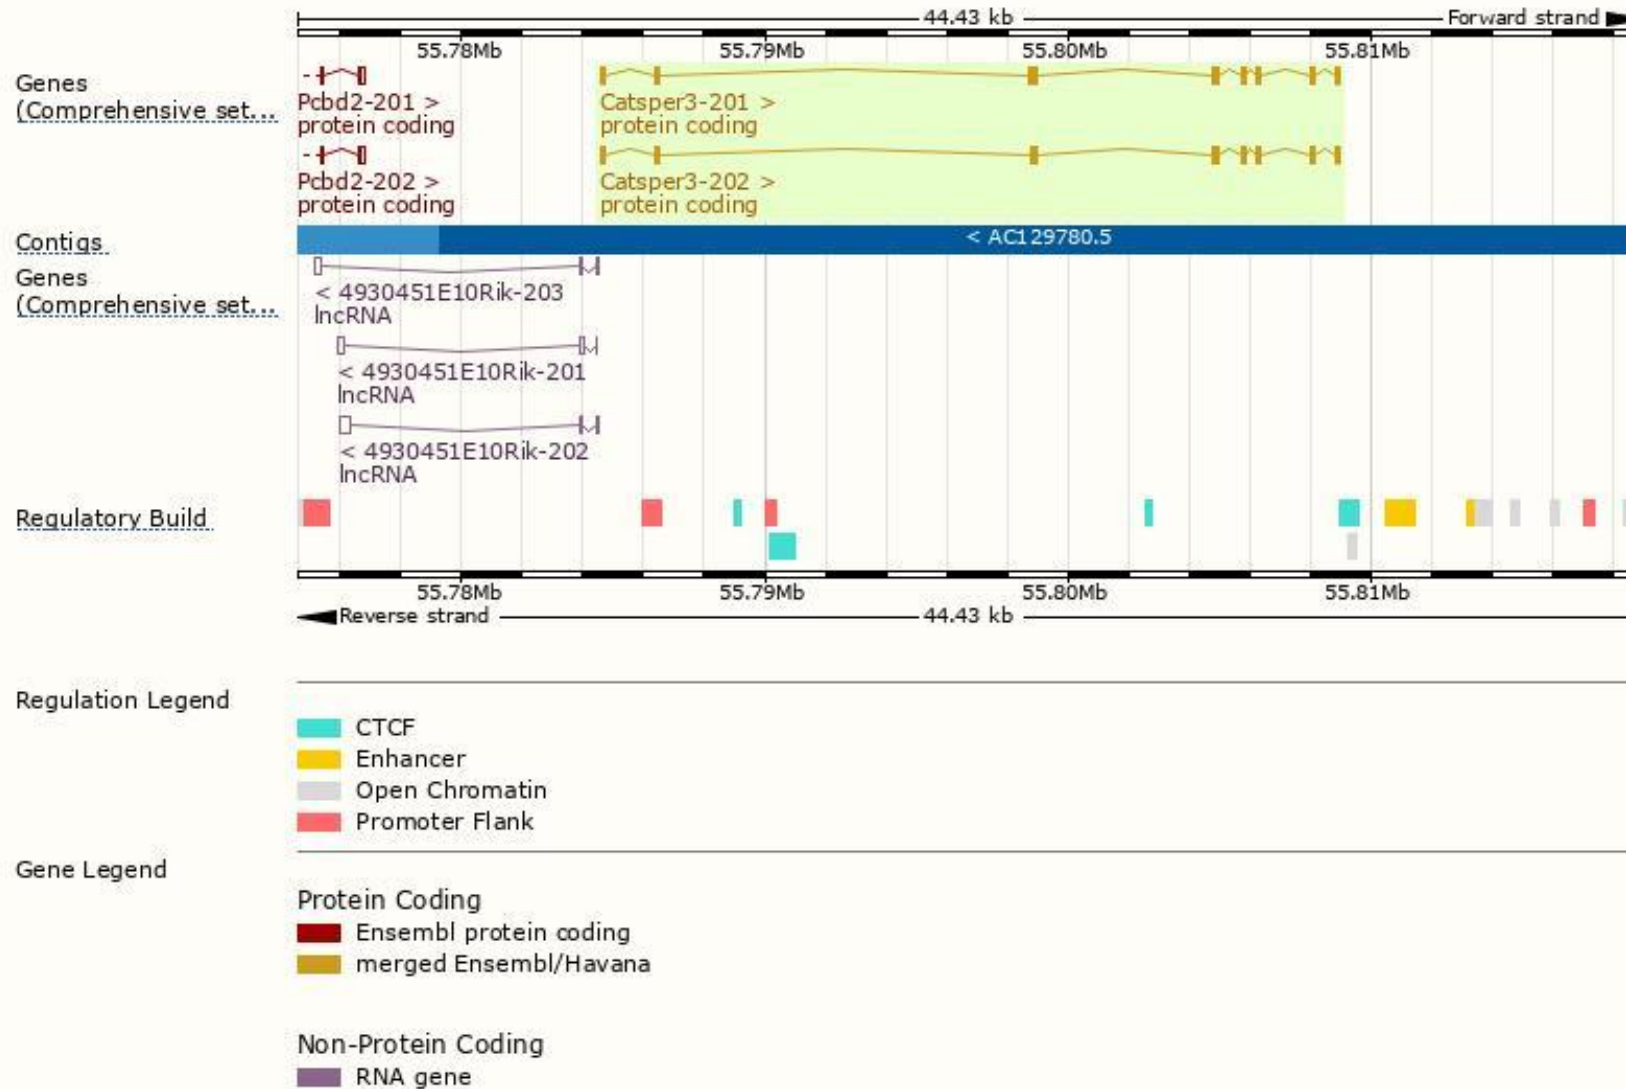 44.43 kb
Forward strand
55.78Mb 55.79Mb 55.80Mb 55.81Mb
Genes
(Comprehensive set...
Pcbd2-201 >
protein coding
Catsper3-201 >
protein coding
Pcbd2-202 >
protein coding
Catsper3-202 >
protein coding
Contigs
< AC129780.5
Genes
(Comprehensive set...
< 4930451E10Rik-203
lncRNA
< 4930451E10Rik-201
lncRNA
< 4930451E10Rik-202
lncRNA
Regulatory Build
55.78Mb 55.79Mb 55.80Mb 55.81Mb
Reverse strand
44.43 kb
Regulation Legend
CTCF
Enhancer
Open Chromatin
Promoter Flank
Gene Legend
Protein Coding
Ensembl protein coding
merged Ensembl/Havana
Non-Protein Coding
RNA gene